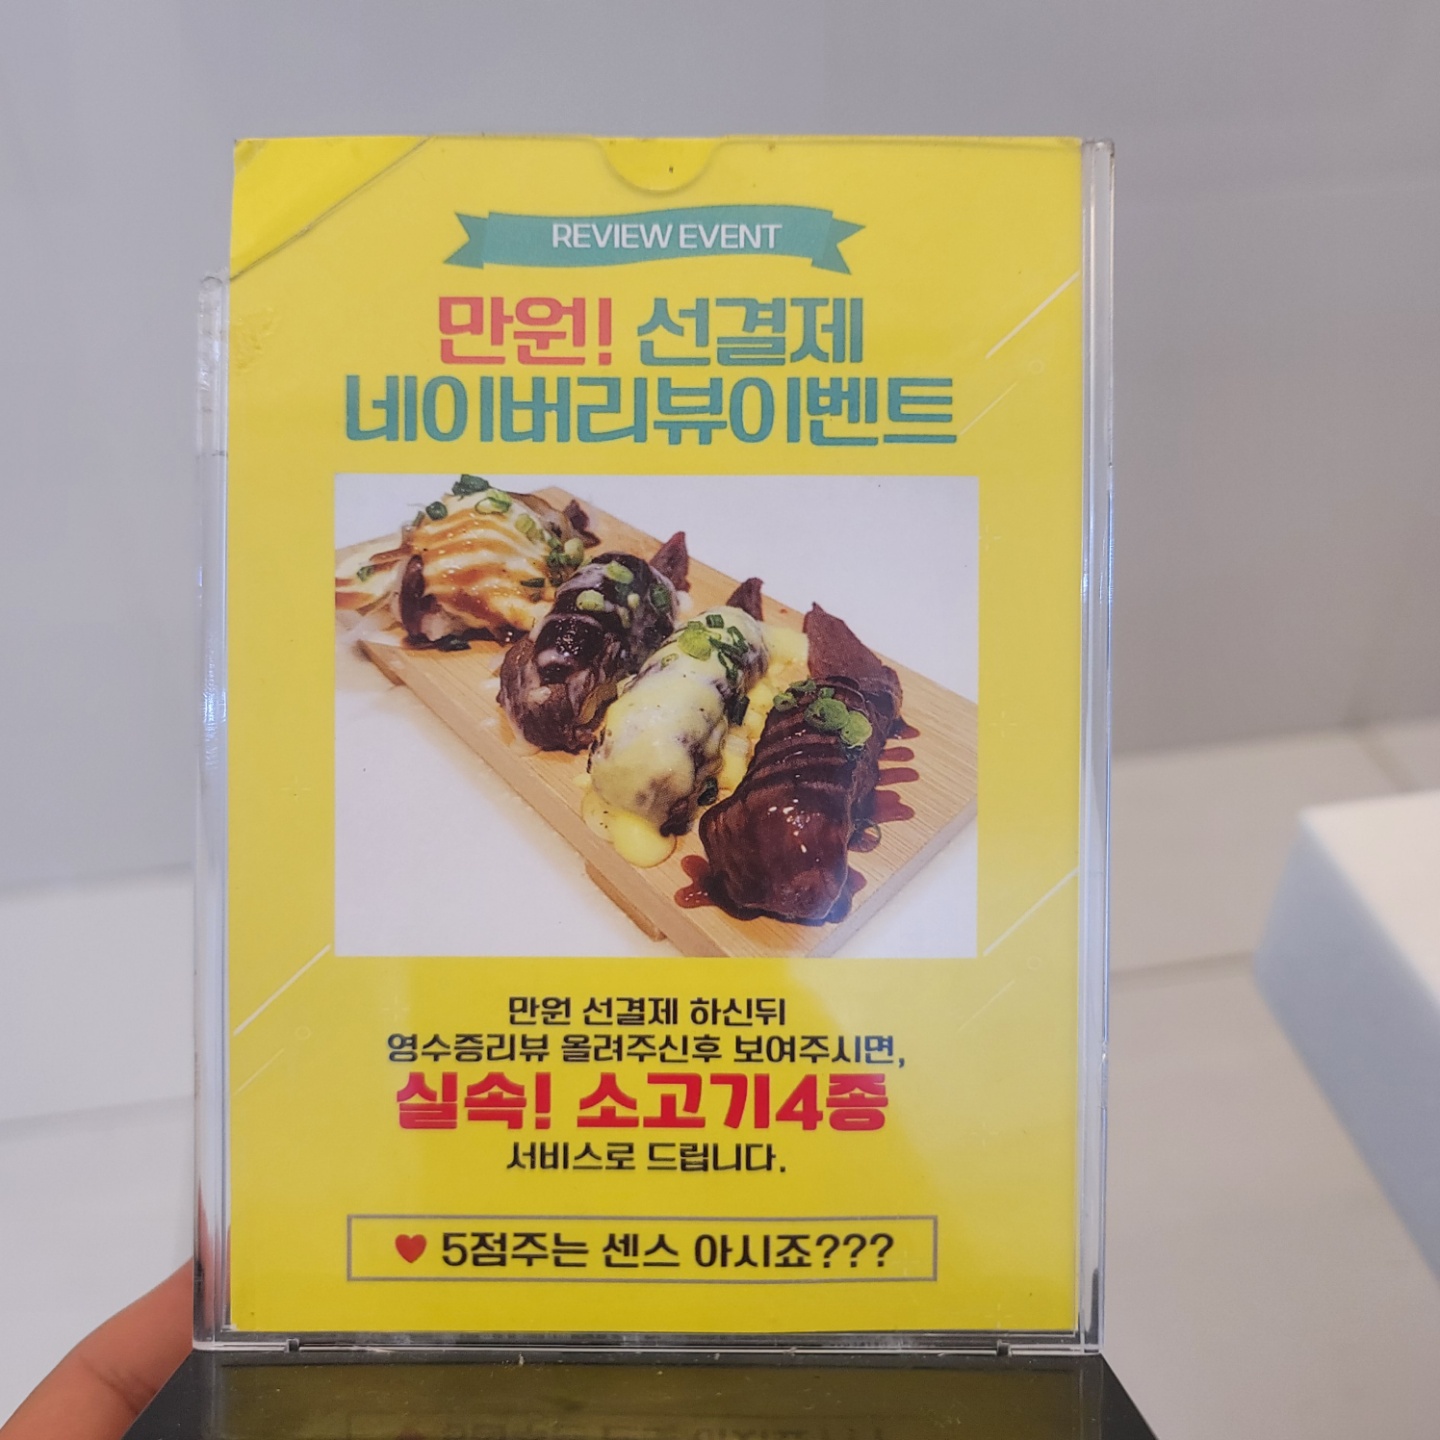 REVIEW EVENT
만원! 선결제
네이버리뷰이벤트
만원 선결제 하신뒤
영수증리뷰 올려주신후 보여주시면,
실속! 소고기4종
서비스로 드립니다.
♥ 5점주는 센스 아시죠???